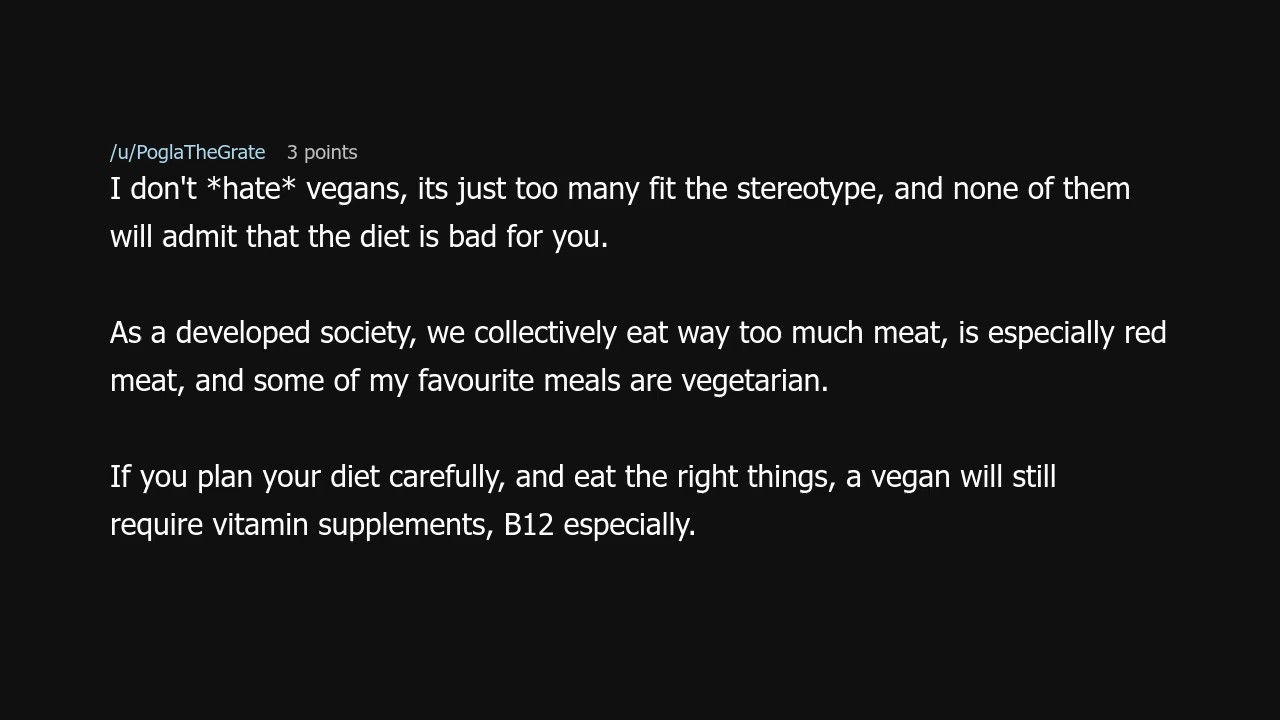 /u/PoglaTheGrate 3 points
I don't *hate* vegans, its just too many fit the stereotype, and none of them
will admit that the diet is bad for you.
As a developed society, we collectively eat way too much meat, is especially red
meat, and some of my favourite meals are vegetarian.
If you plan your diet carefully, and eat the right things, a vegan will still
require vitamin supplements, B12 especially.